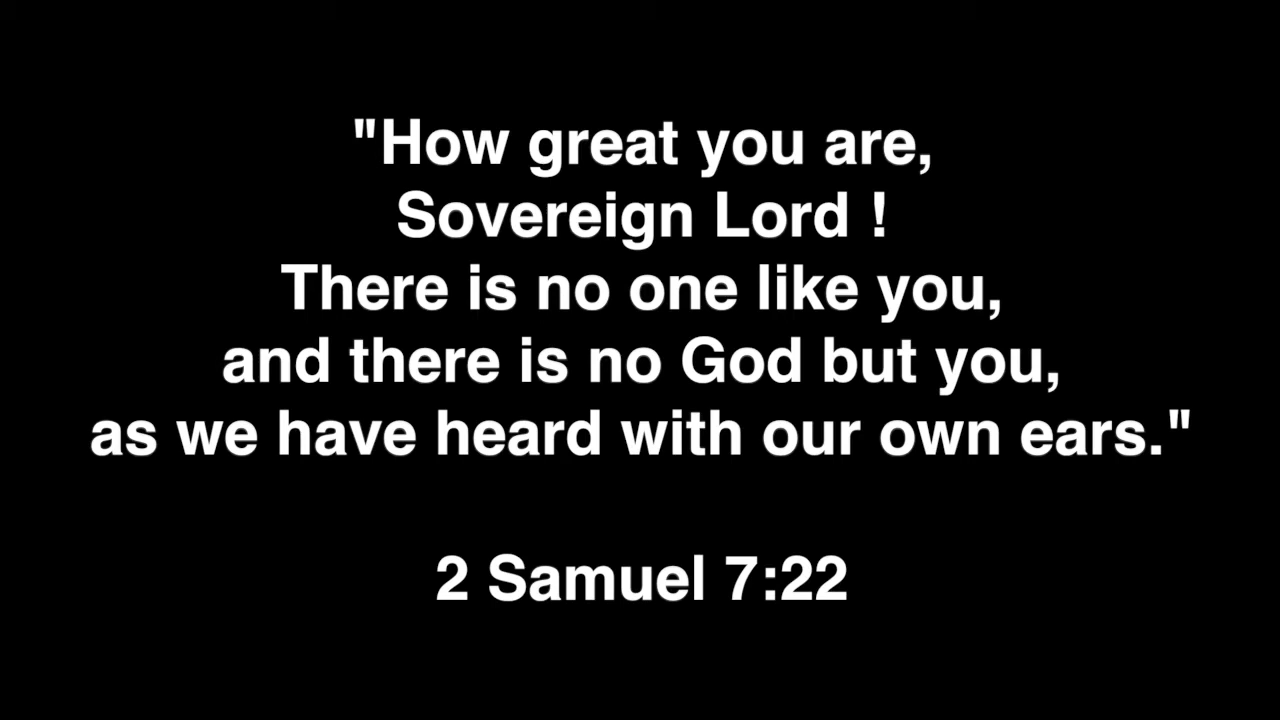 "How great you are,
Sovereign Lord !
There is no one like you,
and there is no God but you,
as we have heard with our own ears."
2 Samuel 7:22